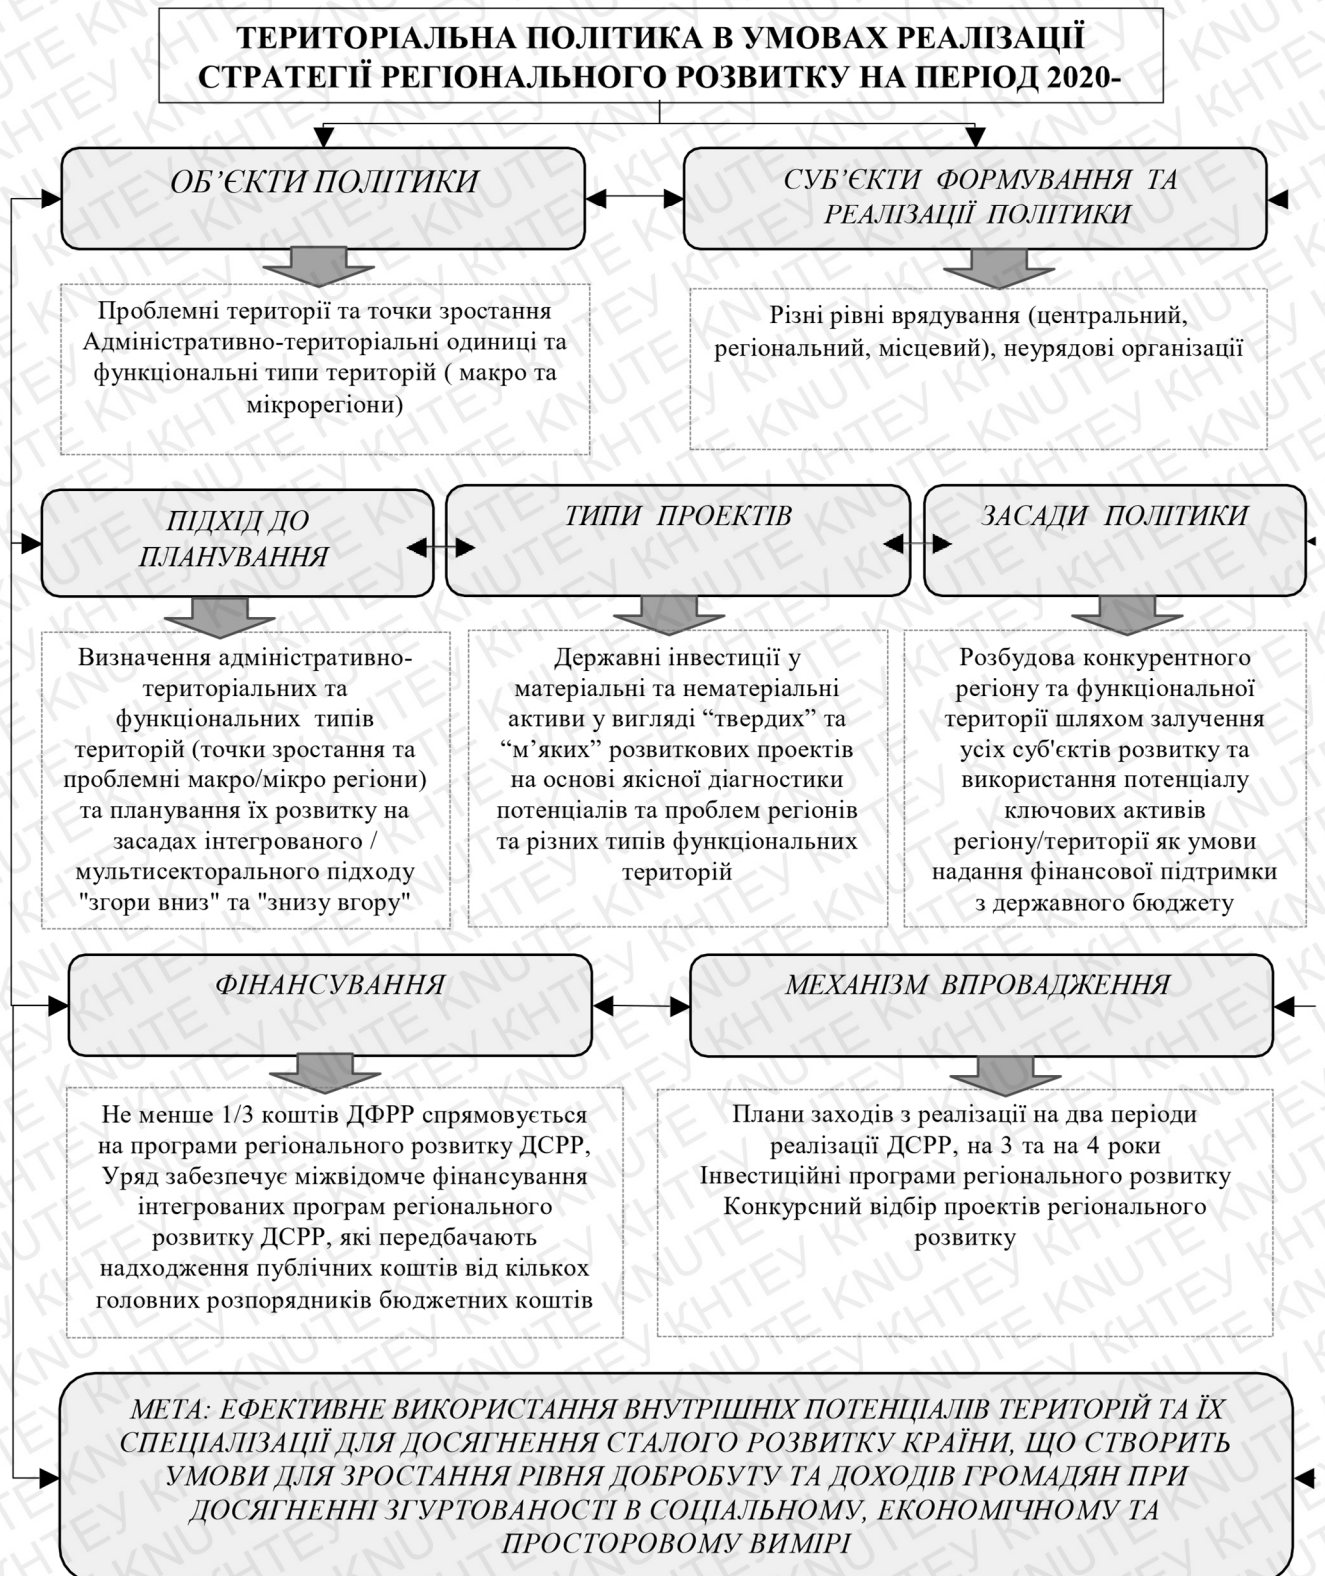 ТЕРИТОРІАЛЬНА ПОЛІТИКА В УМОВАХ РЕАЛІЗАЦІЇ
СТРАТЕГІЇ РЕГІОНАЛЬНОГО РОЗВИТКУ НА ПЕРІОД 2020-
ОБ’ЄКТИ ПОЛІТИКИ
СУБ’ЄКТИ ФОРМУВАННЯ ТА
РЕАЛІЗАЦІЇ ПОЛІТИКИ
Проблемні території та точки зростання
Адміністративно-територіальні одиниці та
функціональні типи територій ( макро та
мікрорегіони)
Різні рівні врядування (центральний,
регіональний, місцевий), неурядові організації
ПІДХІД ДО
ПЛАНУВАННЯ
ТИПИ ПРОЕКТІВ
ЗАСАДИ ПОЛІТИКИ
Визначення адміністративно-
територіальних та
функціональних типів
територій (точки зростання та
проблемні макро/мікро регіони)
та планування їх розвитку на
засадах інтегрованого /
мультисекторального підходу
"згори вниз" та "знизу вгору"
Державні інвестиції у
матеріальні та нематеріальні
активи у вигляді “твердих” та
“м’яких” розвиткових проектів
на основі якісної діагностики
потенціалів та проблем регіонів
та різних типів функціональних
територій
Розбудова конкурентного
регіону та функціональної
території шляхом залучення
усіх суб'єктів розвитку та
використання потенціалу
ключових активів
регіону/території як умови
надання фінансової підтримки
з державного бюджету
ФІНАНСУВАННЯ
МЕХАНІЗМ ВПРОВАДЖЕННЯ
Не менше 1/3 коштів ДФРР спрямовується
на програми регіонального розвитку ДСРР,
Уряд забезпечує міжвідомче фінансування
інтегрованих програм регіонального
розвитку ДСРР, які передбачають
надходження публічних коштів від кількох
головних розпорядників бюджетних коштів
Плани заходів з реалізації на два періоди
реалізації ДСРР, на 3 та на 4 роки
Інвестиційні програми регіонального розвитку
Конкурсний відбір проектів регіонального
розвитку
МЕТА: ЕФЕКТИВНЕ ВИКОРИСТАННЯ ВНУТРІШНІХ ПОТЕНЦІАЛІВ ТЕРИТОРІЙ ТА ЇХ
СПЕЦІАЛІЗАЦІЇ ДЛЯ ДОСЯГНЕННЯ СТАЛОГО РОЗВИТКУ КРАЇНИ, ЩО СТВОРИТЬ
УМОВИ ДЛЯ ЗРОСТАННЯ РІВНЯ ДОБРОБУТУ ТА ДОХОДІВ ГРОМАДЯН ПРИ
ДОСЯГНЕННІ ЗГУРТОВАНОСТІ В СОЦІАЛЬНОМУ, ЕКОНОМІЧНОМУ ТА
ПРОСТОРОВОМУ ВИМІРІ